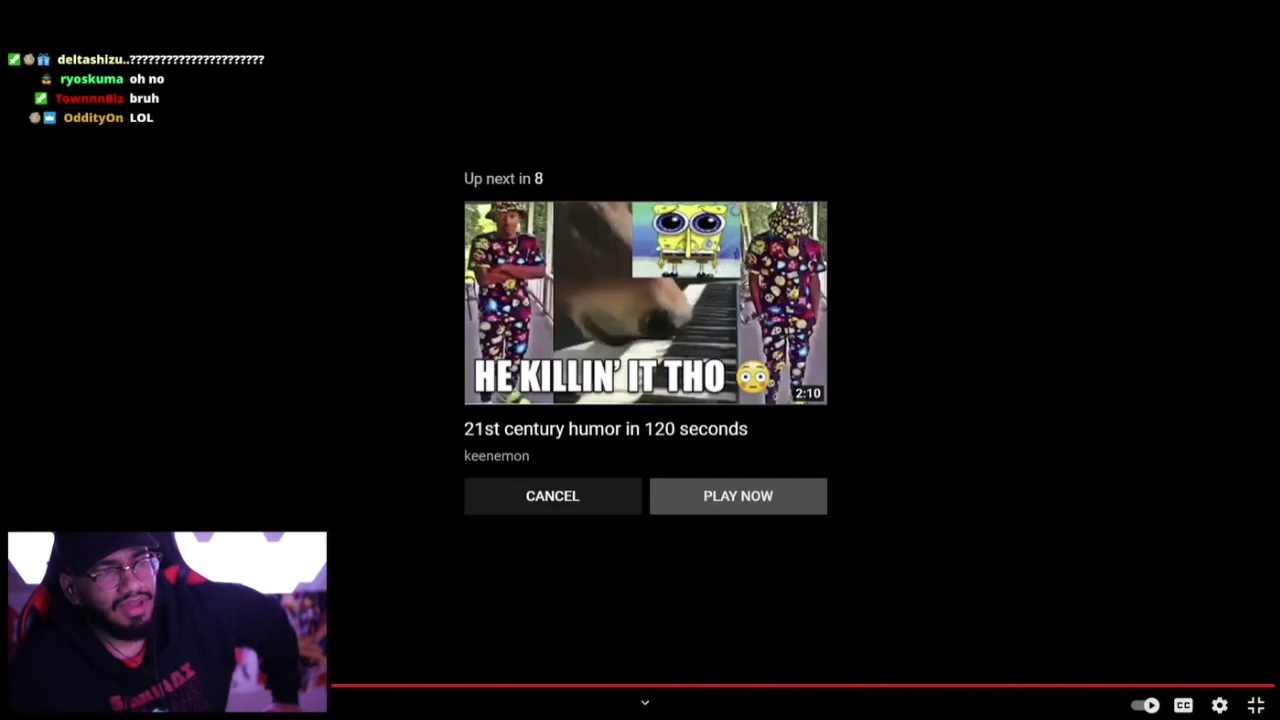 deltashizu..??????????????????????
ryoskuma oh no
TownnnBiz bruh
OddityOn LOL
Up next in 8
HE KILLIN' IT THO
2:10
21st century humor in 120 seconds
keenemon
CANCEL PLAY NOW
CC